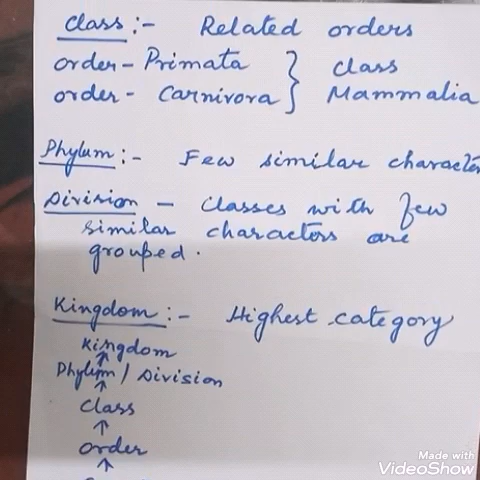 Class :- Related orders
order - Primata } Class
order - Carnivora } Mammalia
Phylum :- Few similar character
Division - Classes with few
similar characters are
grouped.
Kingdom :- Highest category
Kingdom
↑
Phylum / Division
↑
Class
↑
Order
↑
Made with
VideoShow